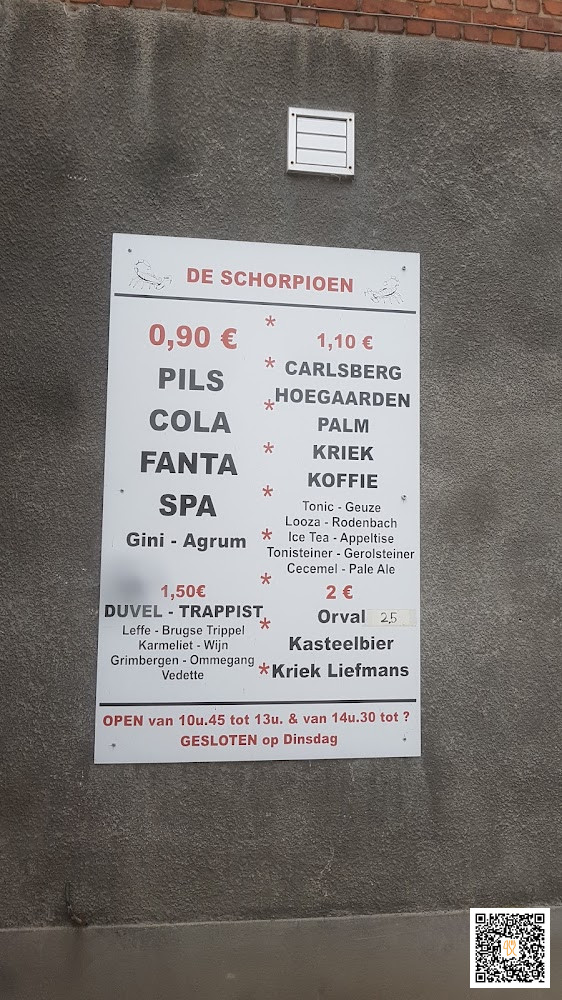 DE SCHORPIOEN
0,90 €
PILS
COLA
FANTA
SPA
Gini - Agrum
1,50€
DUVEL - TRAPPIST
Leffe - Brugse Trippel
Karmeliet - Wijn
Grimbergen - Ommegang
Vedette
*
*
*
*
*
*
*
*
*
1,10 €
CARLSBERG
HOEGAARDEN
PALM
KRIEK
KOFFIE
Tonic - Geuze
Looza - Rodenbach
Ice Tea - Appeltise
Tonisteiner - Gerolsteiner
Cecemel - Pale Ale
2 €
Orval 2,5
Kasteelbier
Kriek Liefmans
OPEN van 10u.45 tot 13u. & van 14u.30 tot ?
GESLOTEN op Dinsdag